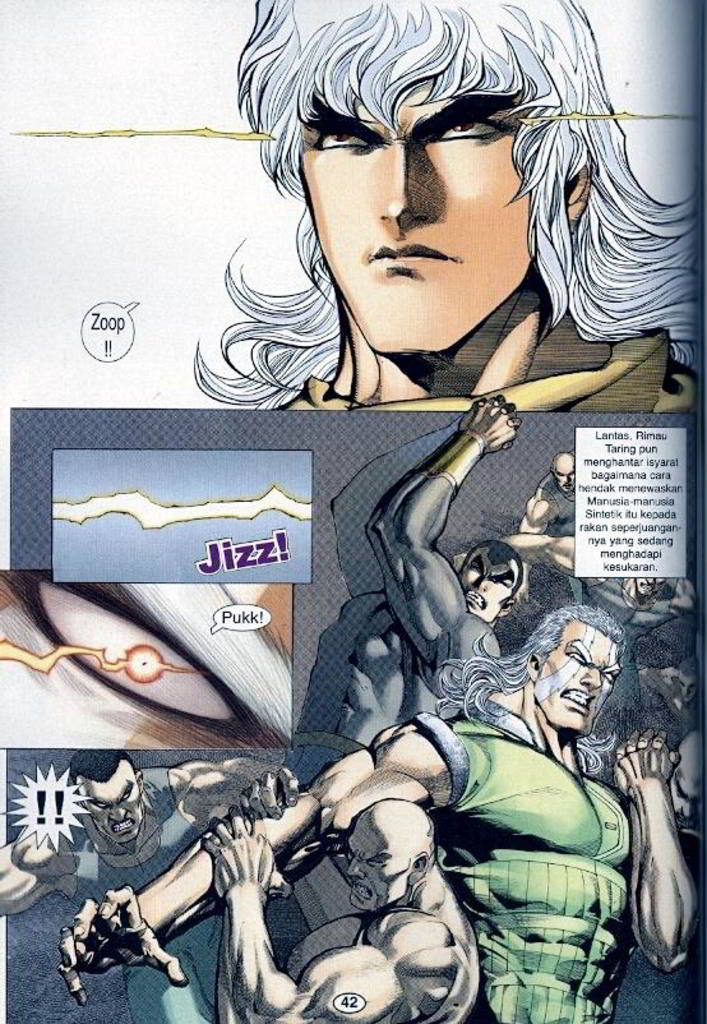 Zoop
!!
Lantas, Rimau
Taring pun
menghantar isyarat
bagaimana cara
hendak menewaskan
Manusia-manusia
Sintetik itu kepada
rakan seperjuangan-
nya yang sedang
menghadapi
kesukaran.
Jizz!
Pukk!
!!
42